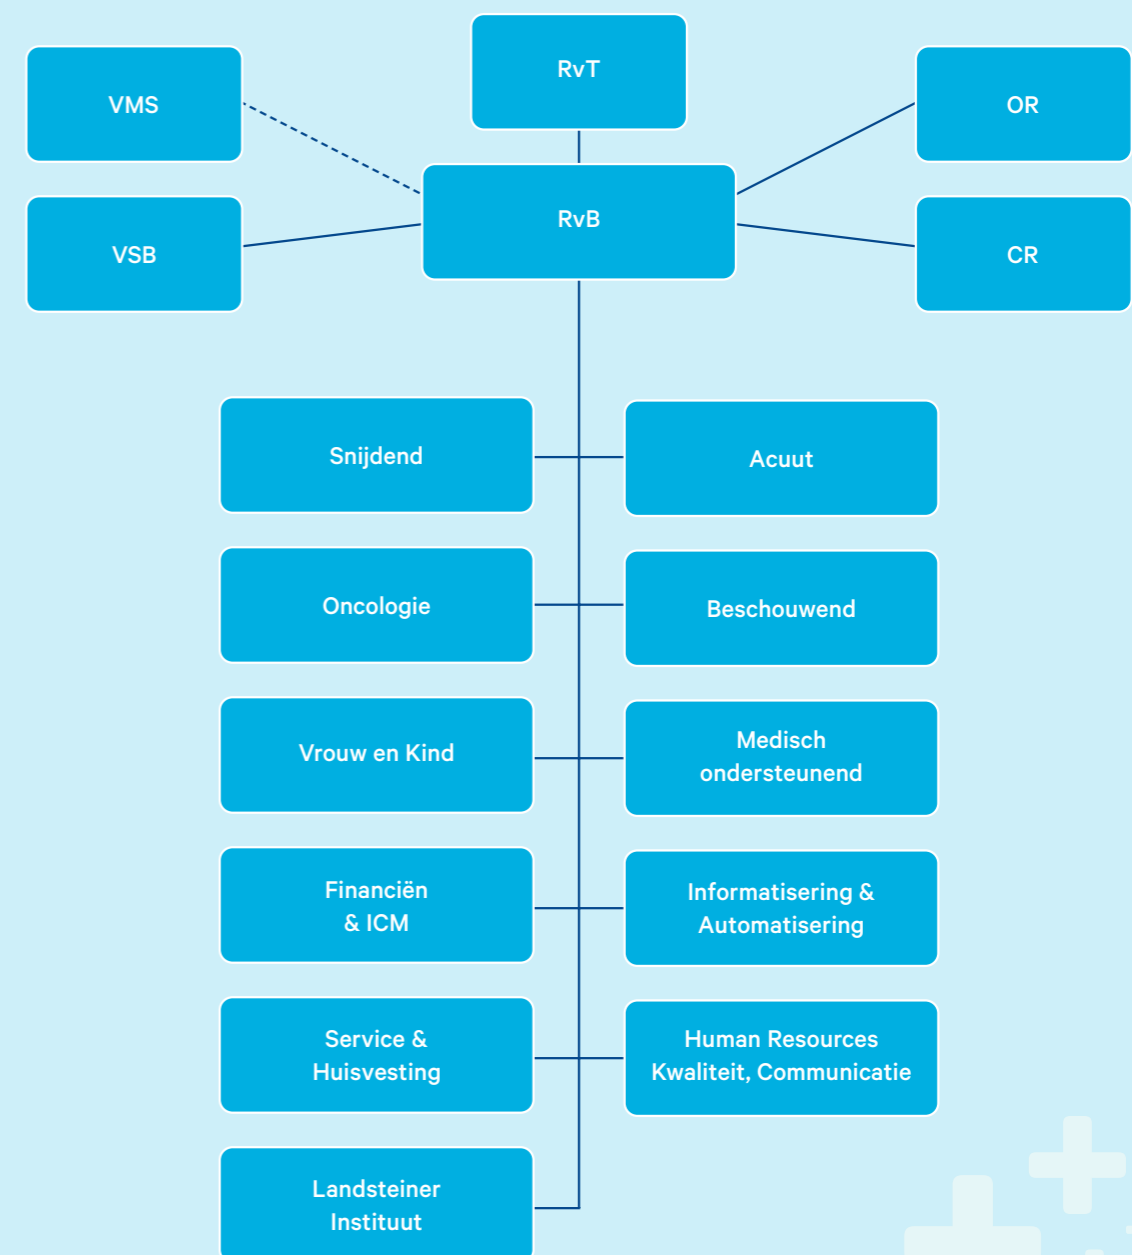 RvT
VMS
OR
RvB
VSB
CR
Snijdend
Acuut
Oncologie
Beschouwend
Vrouw en Kind
Medisch
ondersteunend
Financiën
& ICM
Informatisering &
Automatisering
Service &
Huisvesting
Human Resources
Kwaliteit, Communicatie
Landsteiner
Instituut